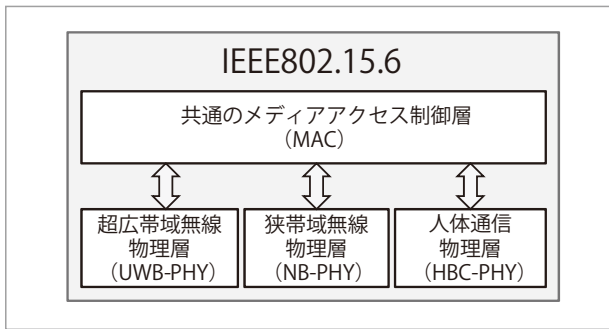 IEEE802.15.6
共通のメディアアクセス制御層
（MAC）
超広帯域無線
物理層
（UWB-PHY）
狭帯域無線
物理層
（NB-PHY）
人体通信
物理層
（HBC-PHY）